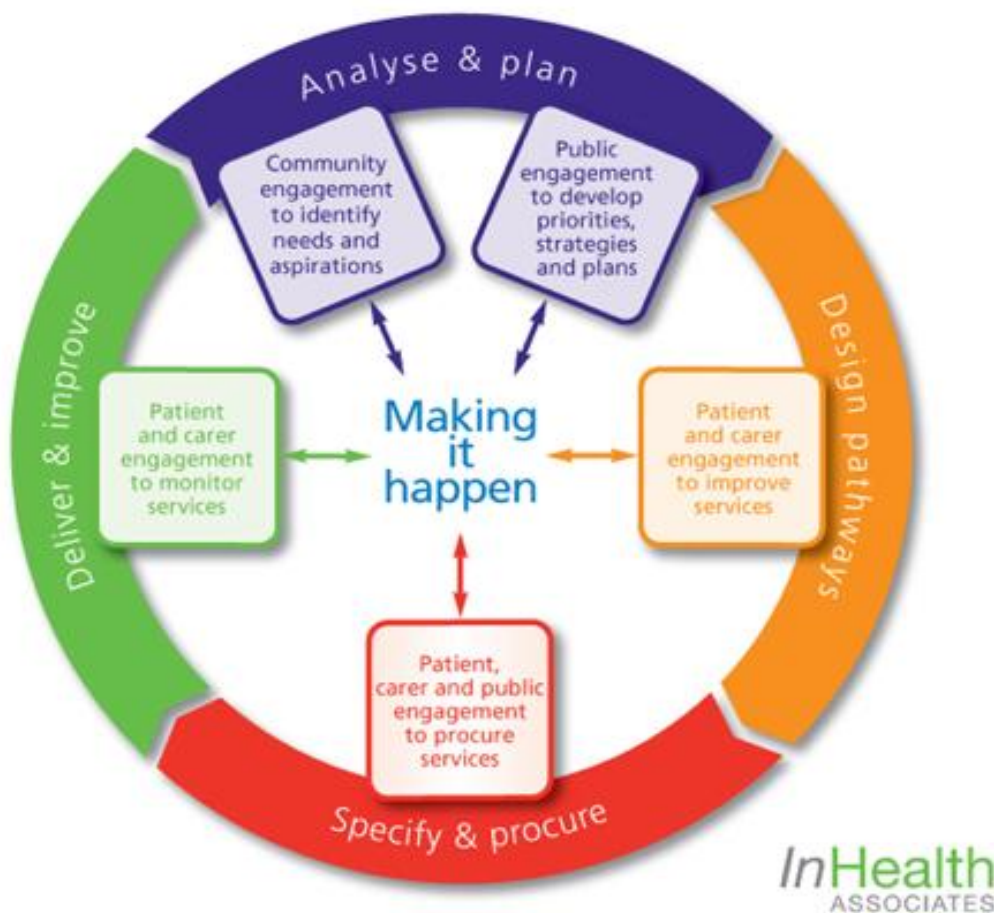 Analyse & plan
Community
engagement
to identify
needs and
aspirations
Public
engagement
to develop
priorities,
strategies
and plans
Design pathways
Patient
and carer
engagement
to improve
services
Specify & procure
Patient,
carer and public
engagement
to procure
services
Deliver & improve
Patient
and carer
engagement
to monitor
services
Making
it
happen
InHealth
ASSOCIATES